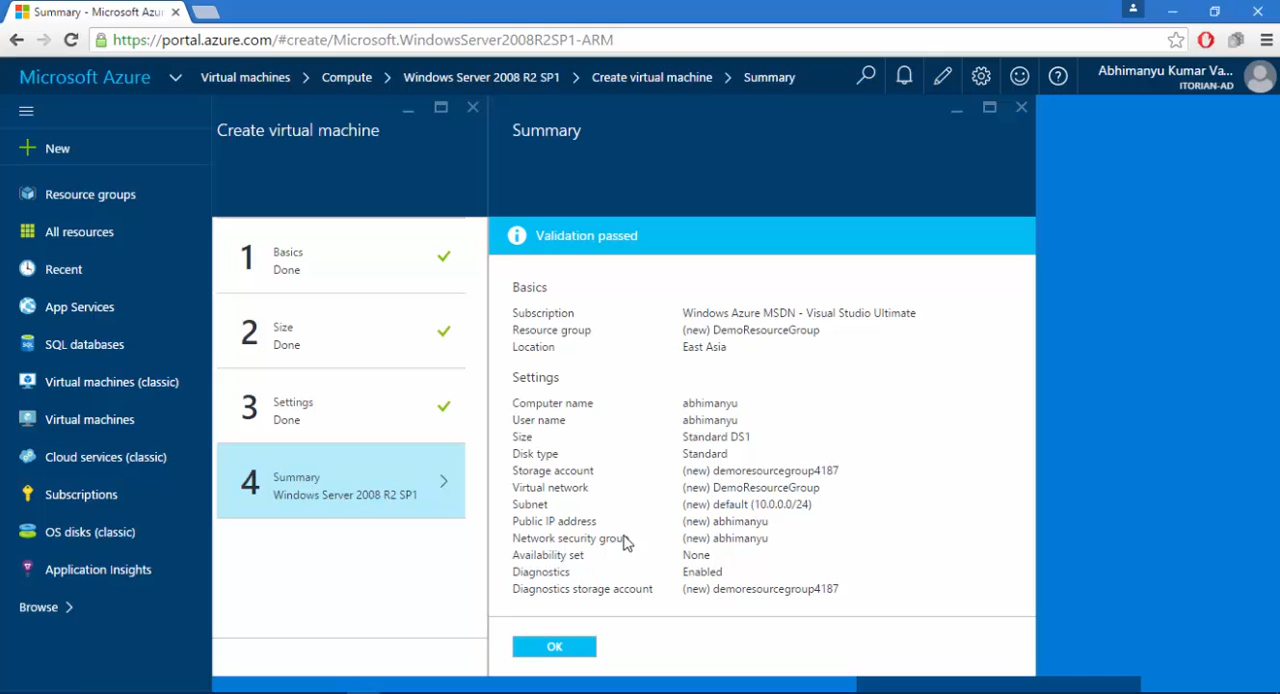 Summary - Microsoft Azur
https://portal.azure.com/#create/Microsoft.WindowsServer2008R2SP1-ARM
Microsoft Azure
Virtual machines
Compute
Windows Server 2008 R2 SP1
Create virtual machine
Summary
Abhimanyu Kumar Va...
ITORIAN-AD
New
Resource groups
All resources
Recent
App Services
SQL databases
Virtual machines (classic)
Virtual machines
Cloud services (classic)
Subscriptions
OS disks (classic)
Application Insights
Browse
Create virtual machine
1 Basics
Done
2 Size
Done
3 Settings
Done
4 Summary
Windows Server 2008 R2 SP1
Summary
Validation passed
Basics
Subscription Windows Azure MSDN - Visual Studio Ultimate
Resource group (new) DemoResourceGroup
Location East Asia
Settings
Computer name abhimanyu
User name abhimanyu
Size Standard DS1
Disk type Standard
Storage account (new) demoresourcegroup4187
Virtual network (new) DemoResourceGroup
Subnet (new) default (10.0.0.0/24)
Public IP address (new) abhimanyu
Network security group (new) abhimanyu
Availability set None
Diagnostics Enabled
Diagnostics storage account (new) demoresourcegroup4187
OK